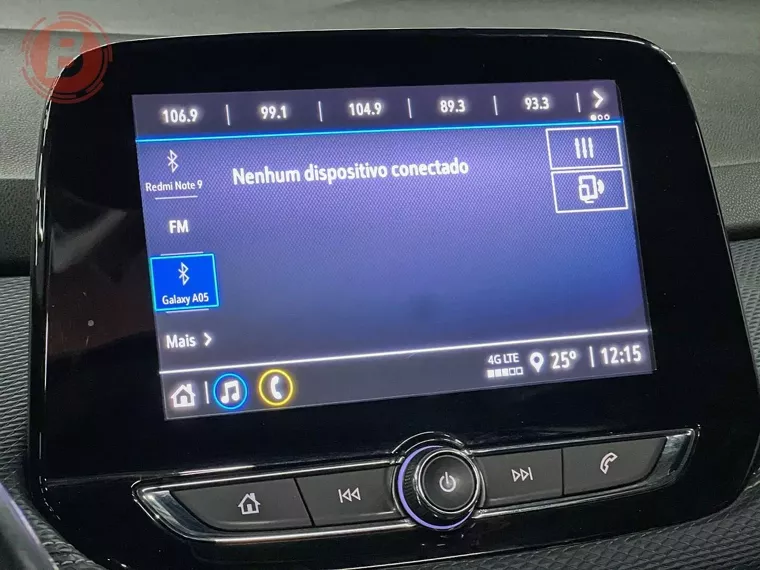 106.9 99.1 104.9 89.3 93.3
Redmi Note 9
Nenhum dispositivo conectado
FM
Galaxy A05
Mais
4G LTE 25° 12:15